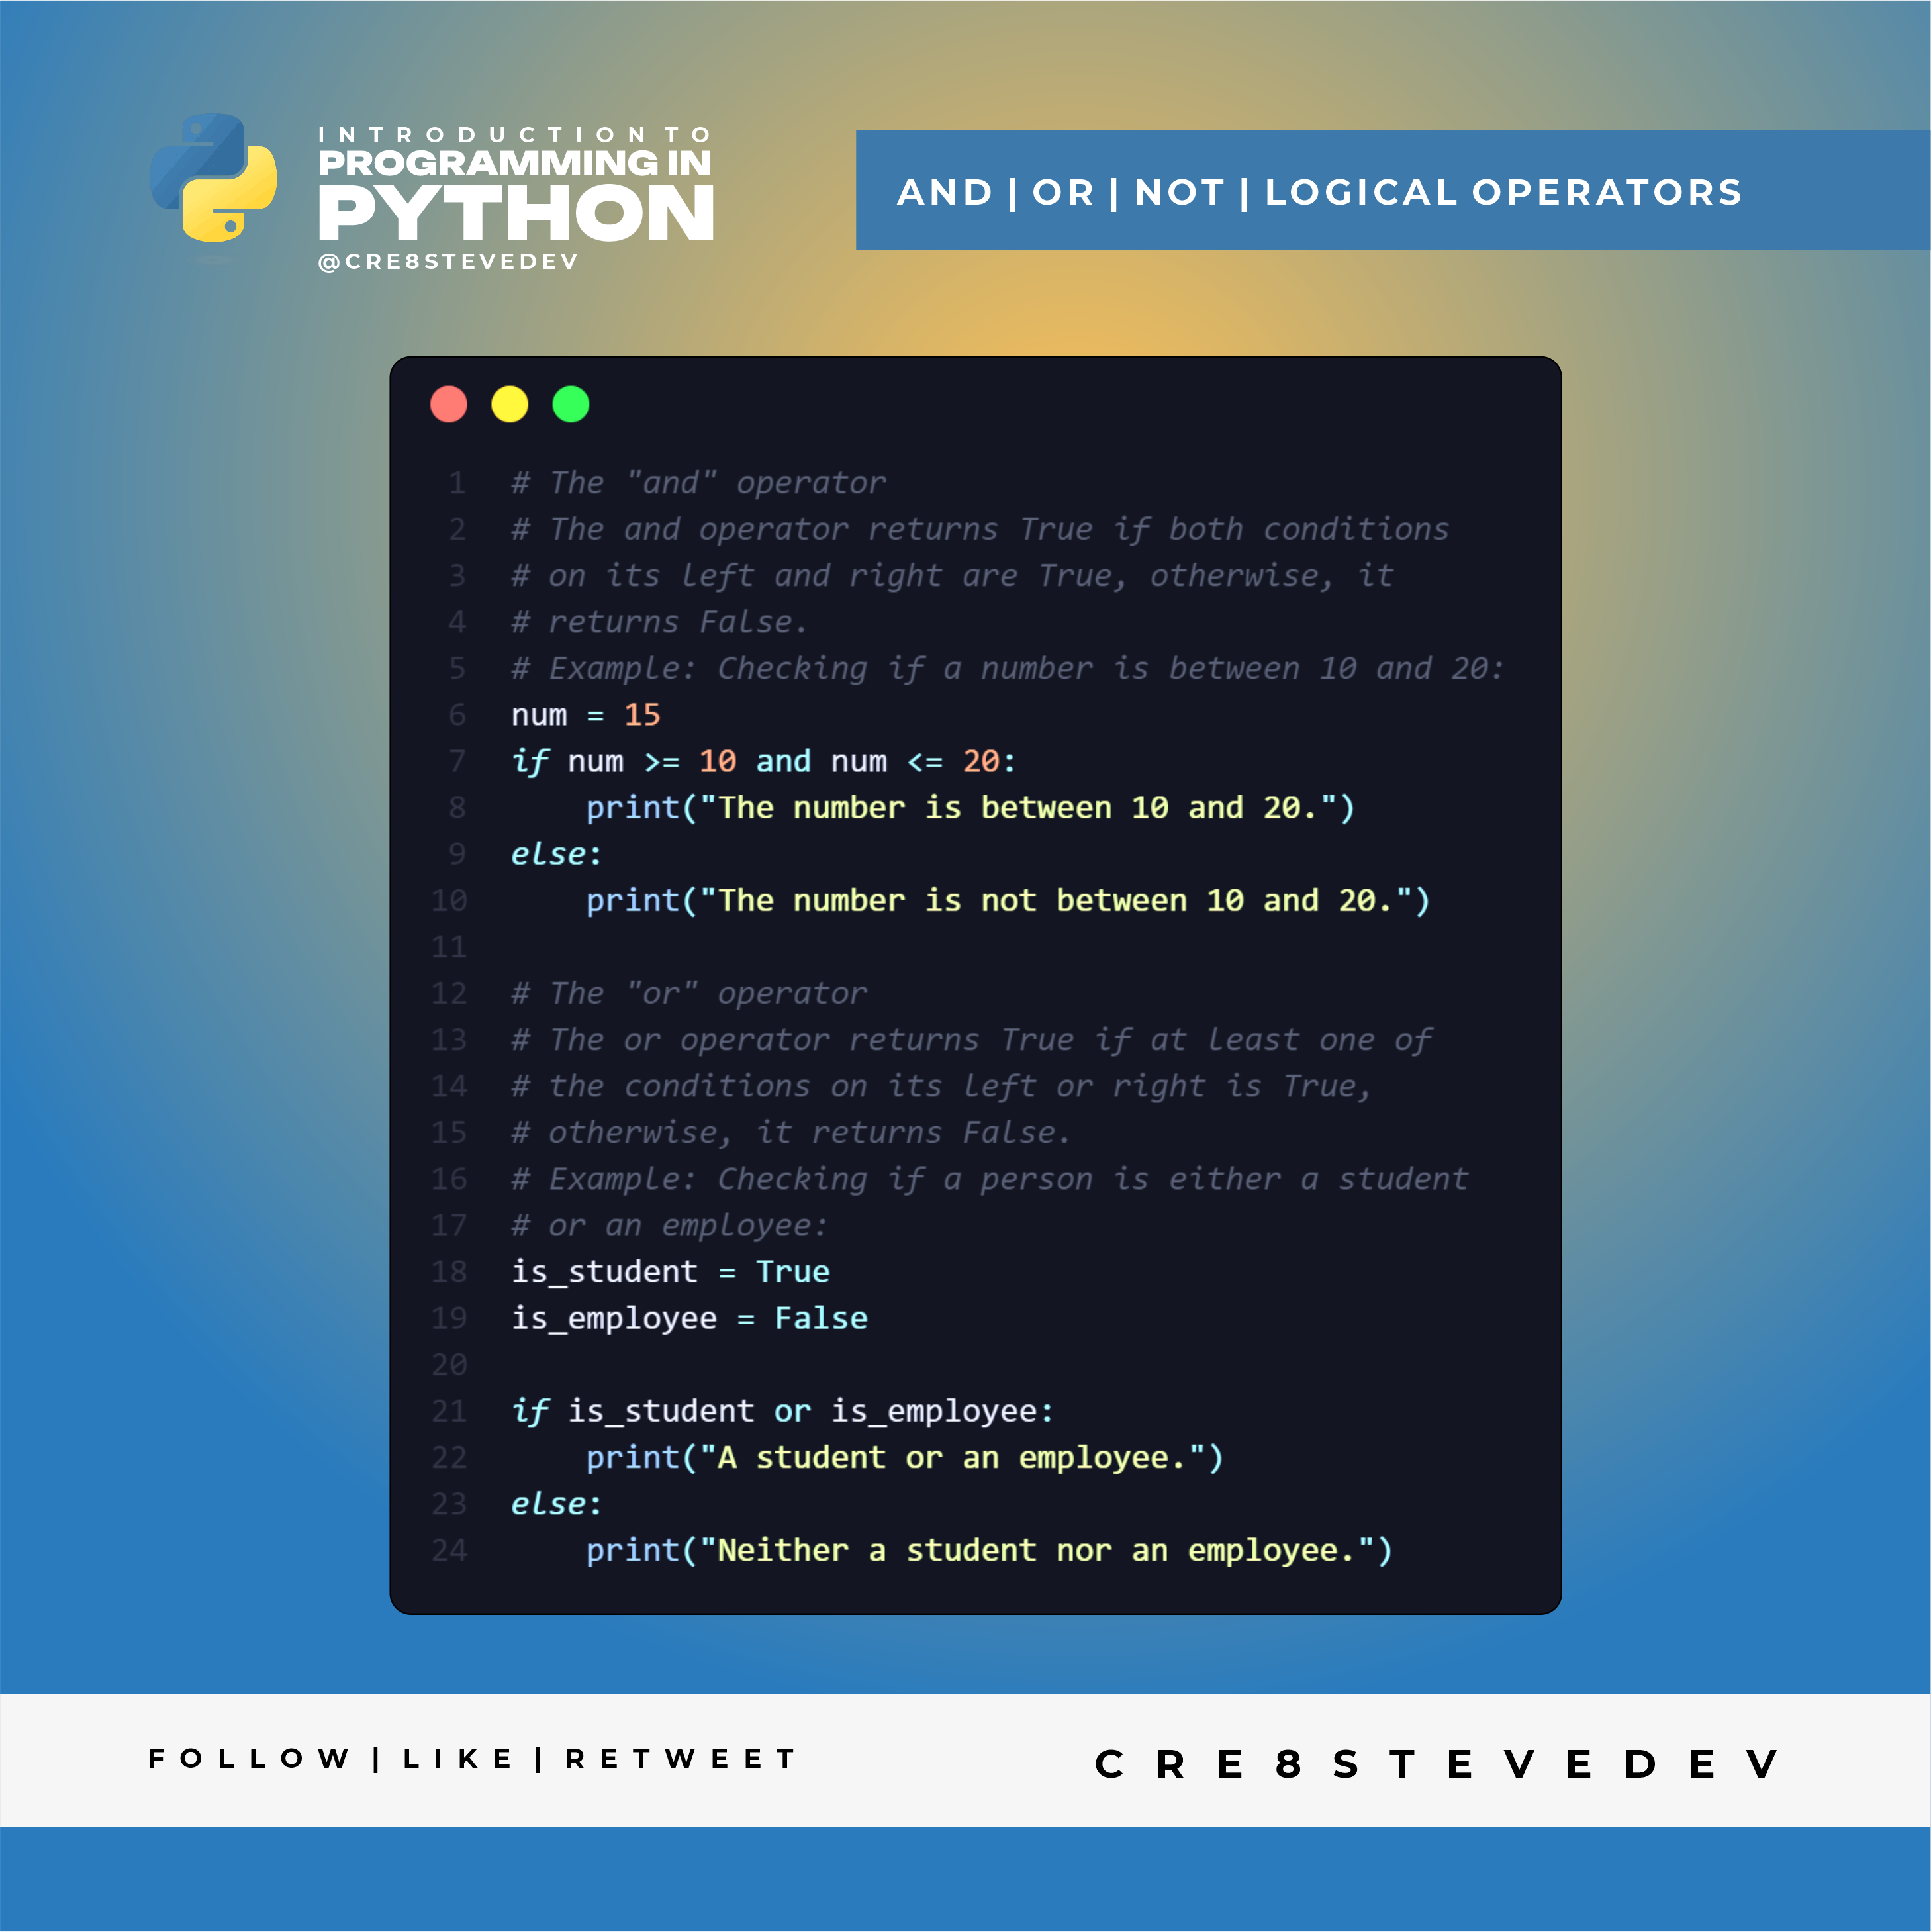 INTRODUCTION TO
PROGRAMMING IN
PYTHON
@CRE8STEVEDEV
AND | OR | NOT | LOGICAL OPERATORS
1 # The "and" operator
2 # The and operator returns True if both conditions
3 # on its left and right are True, otherwise, it
4 # returns False.
5 # Example: Checking if a number is between 10 and 20:
6 num = 15
7 if num >= 10 and num <= 20:
8     print("The number is between 10 and 20.")
9 else:
10     print("The number is not between 10 and 20.")
11
12 # The "or" operator
13 # The or operator returns True if at least one of
14 # the conditions on its left or right is True,
15 # otherwise, it returns False.
16 # Example: Checking if a person is either a student
17 # or an employee:
18 is_student = True
19 is_employee = False
20
21 if is_student or is_employee:
22     print("A student or an employee.")
23 else:
24     print("Neither a student nor an employee.")
FOLLOW | LIKE | RETWEET
CRE8STEVEDEV